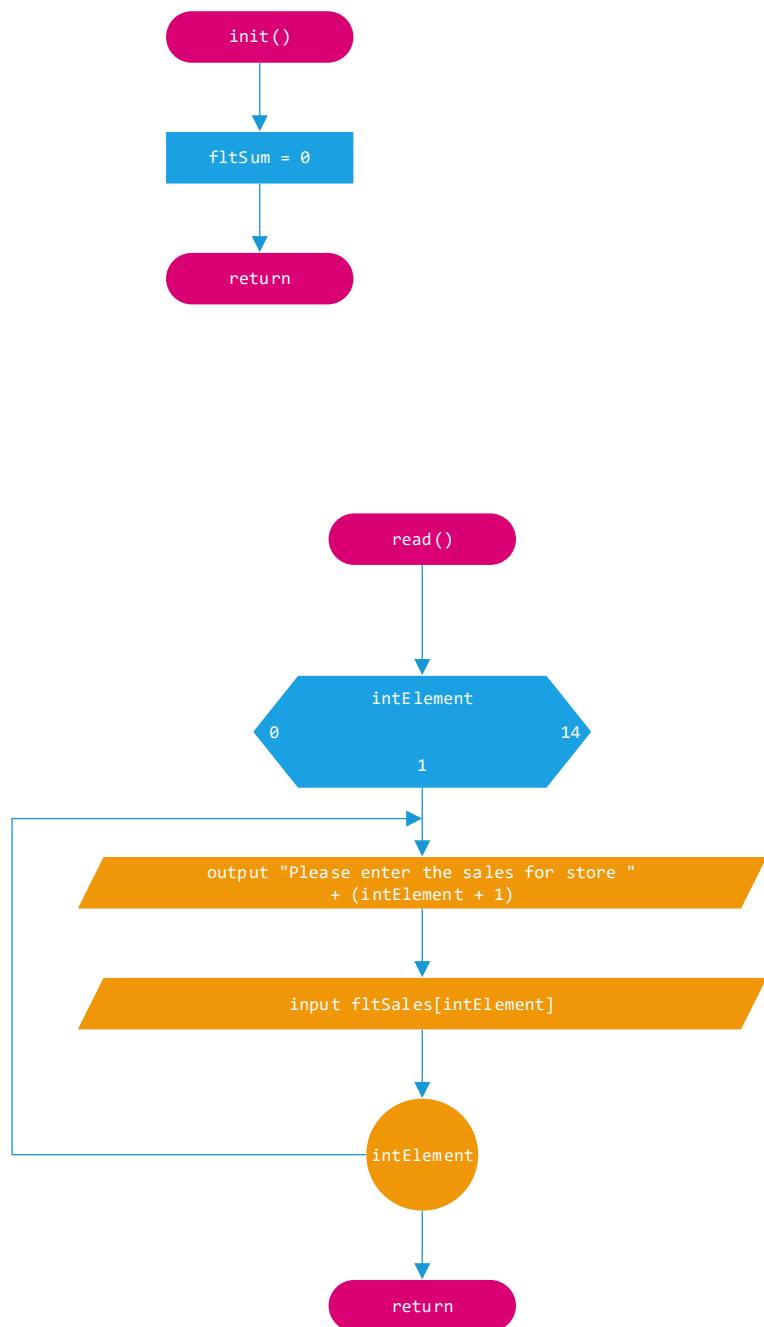 init()
fltSum = 0
return
read()
intElement
0 14
1
output "Please enter the sales for store "
+ (intElement + 1)
input fltSales[intElement]
intElement
return